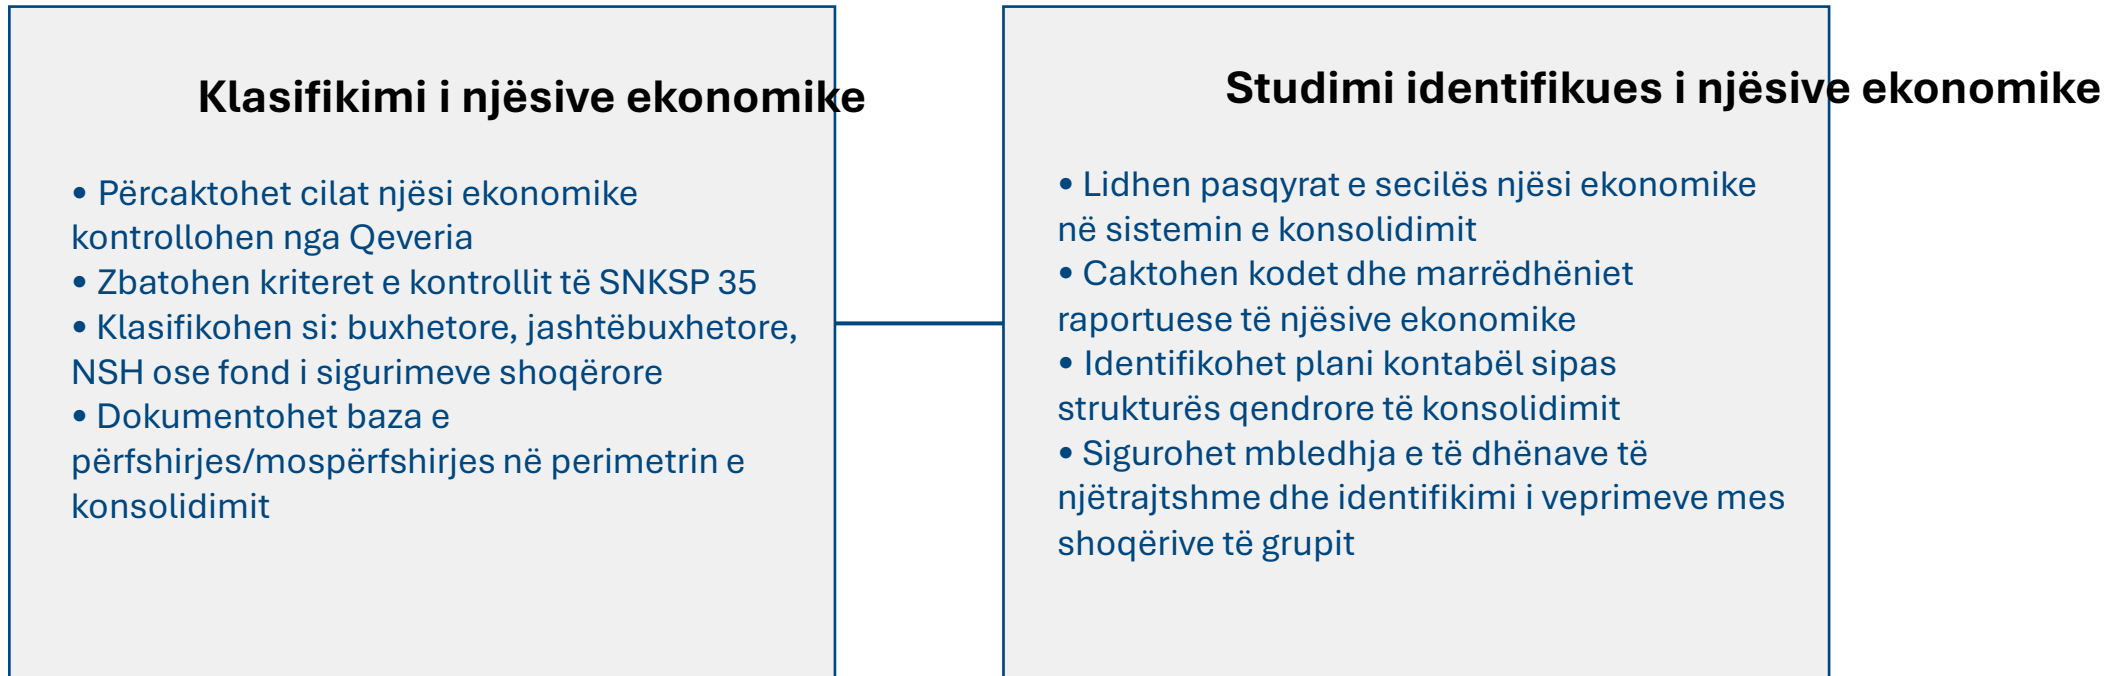 Klasifikimi i njësive ekonomike
• Përcaktohet cilat njësi ekonomike
kontrollohen nga Qeveria
• Zbatohen kriteret e kontrollit të SNKSP 35
• Klasifikohen si: buxhetore, jashtëbuxhetore,
NSH ose fond i sigurimeve shoqërore
• Dokumentohet baza e
përfshirjes/mospërfshirjes në perimetrin e
konsolidimit
Studimi identifikues i njësive ekonomike
• Lidhen pasqyrat e secilës njësi ekonomike
në sistemin e konsolidimit
• Caktohen kodet dhe marrëdhëniet
raportuese të njësive ekonomike
• Identifikohet plani kontabël sipas
strukturës qendrore të konsolidimit
• Sigurohet mbledhja e të dhënave të
njëtrajtshme dhe identifikimi i veprimeve mes
shoqërive të grupit